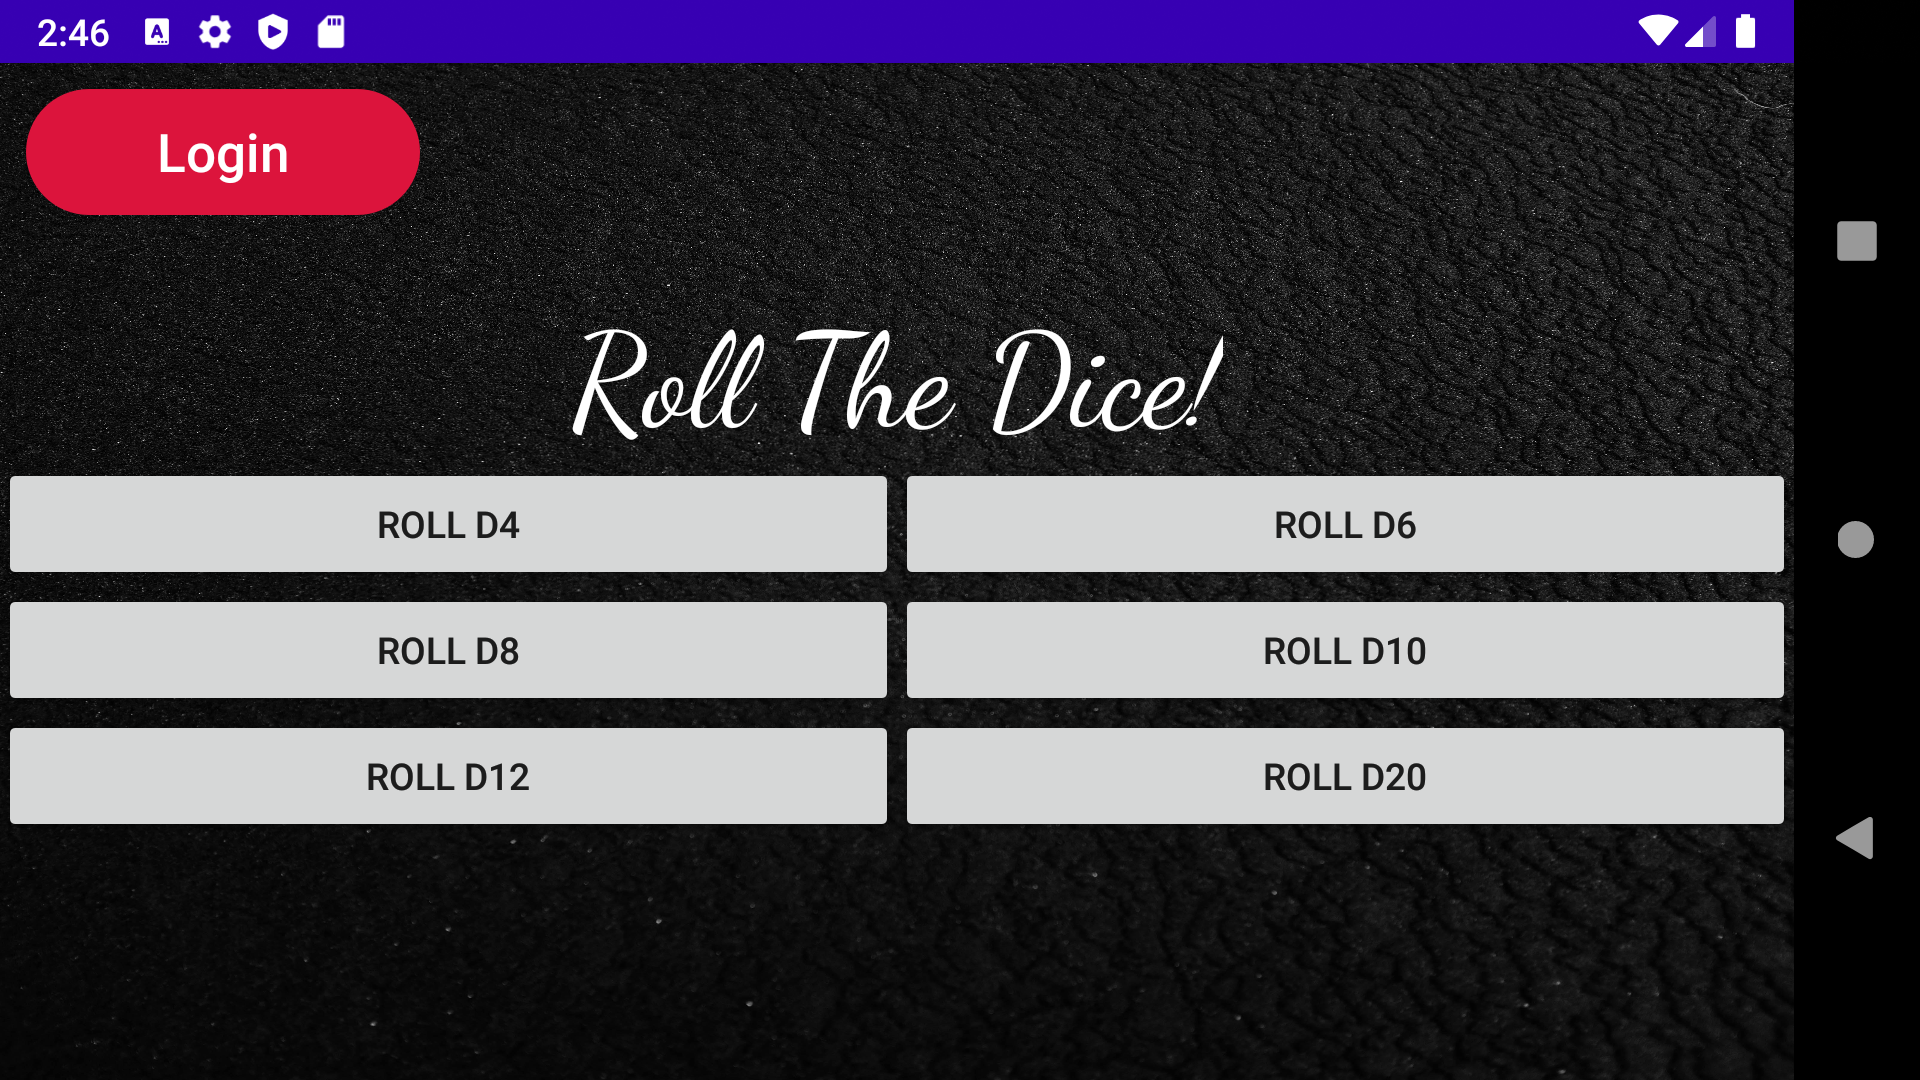 2:46
Login
Roll The Dice!
ROLL D4
ROLL D6
ROLL D8
ROLL D10
ROLL D12
ROLL D20